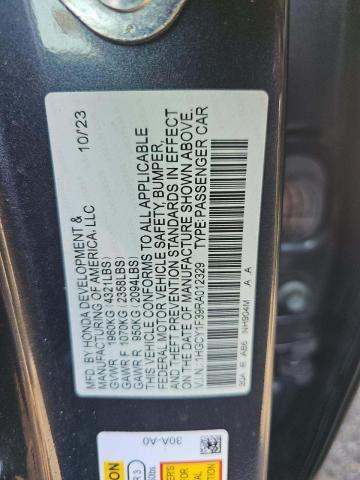 MFD. BY HONDA DEVELOPMENT & 10/23
MANUFACTURING OF AMERICA, LLC
GVWR 1960KG 4321LBS)
GAWR F 1070KG( 2358LBS)
GAWR R 950KG( 2094LBS)
THIS VEHICLE CONFORMS TO ALL APPLICABLE
FEDERAL MOTOR VEHICLE SAFETY, BUMPER,
AND THEFT PREVENTION STANDARDS IN EFFECT
ON THE DATE OF MANUFACTURE SHOWN ABOVE.
V.I.N.: 1HGCY1F39RA012329 TYPE: PASSENGER CAR
30A A A
30A-A0